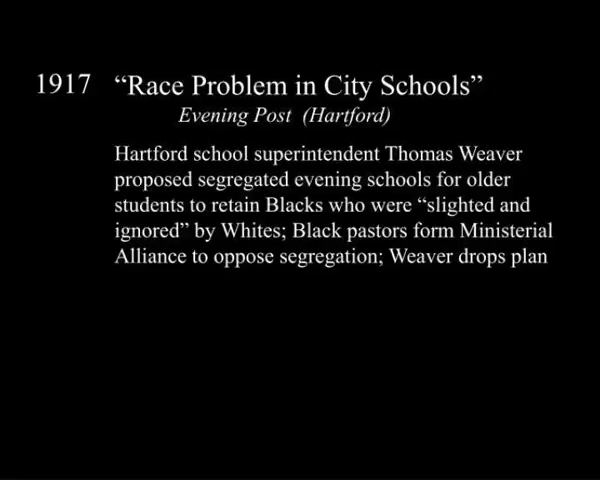 1917 “Race Problem in City Schools”
Evening Post (Hartford)
Hartford school superintendent Thomas Weaver
proposed segregated evening schools for older
students to retain Blacks who were “slighted and
ignored” by Whites; Black pastors form Ministerial
Alliance to oppose segregation; Weaver drops plan